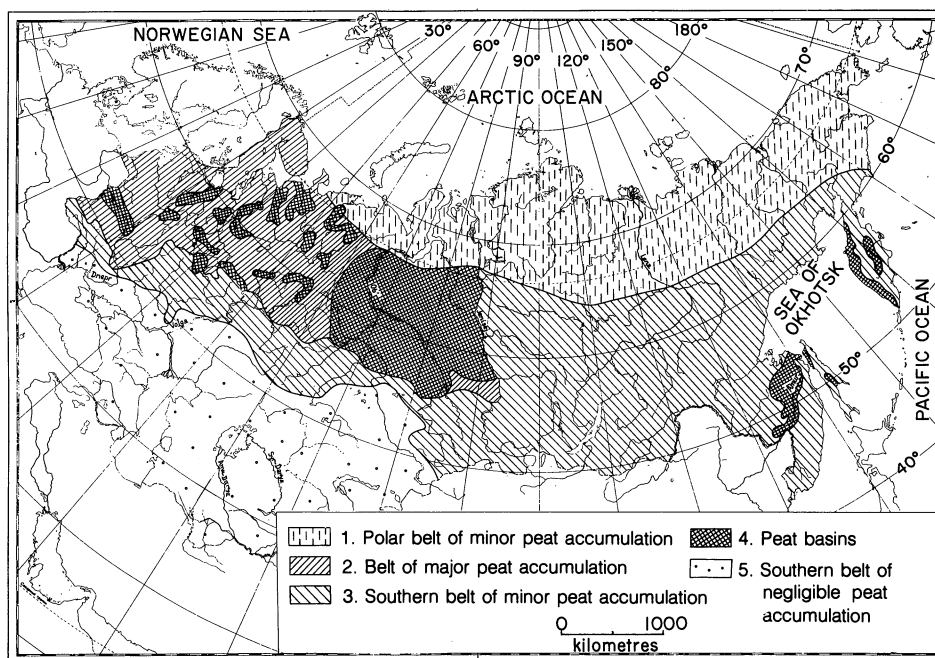 NORWEGIAN SEA
30°
60°
90°
120°
150°
180°
80°
70°
60°
ARCTIC OCEAN
SEA OF
OKHOTSK
PACIFIC OCEAN
50°
40°
Dnepr
Volga
1. Polar belt of minor peat accumulation
2. Belt of major peat accumulation
3. Southern belt of minor peat accumulation
4. Peat basins
5. Southern belt of
negligible peat
accumulation
0 1000
kilometres